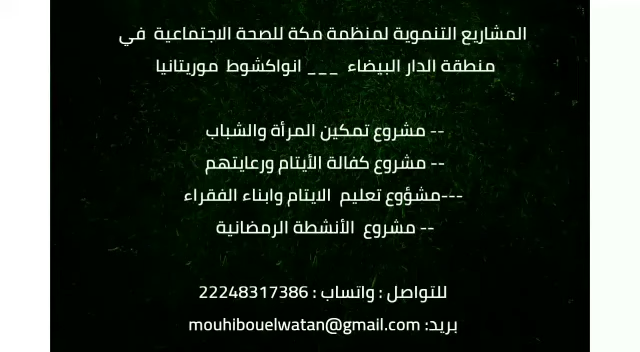 المشاريع التنموية لمنظمة مكة للصحة الاجتماعية في
منطقة الدار البيضاء ___ انواكشوط موريتانيا
-- مشروع تمكين المرأة والشباب
-- مشروع كفالة الأيتام ورعايتهم
---مشؤوع تعليم الايتام وابناء الفقراء
-- مشروع الأنشطة الرمضانية
للتواصل : واتساب : 22248317386
بريد: mouhibouelwatan@gmail.com